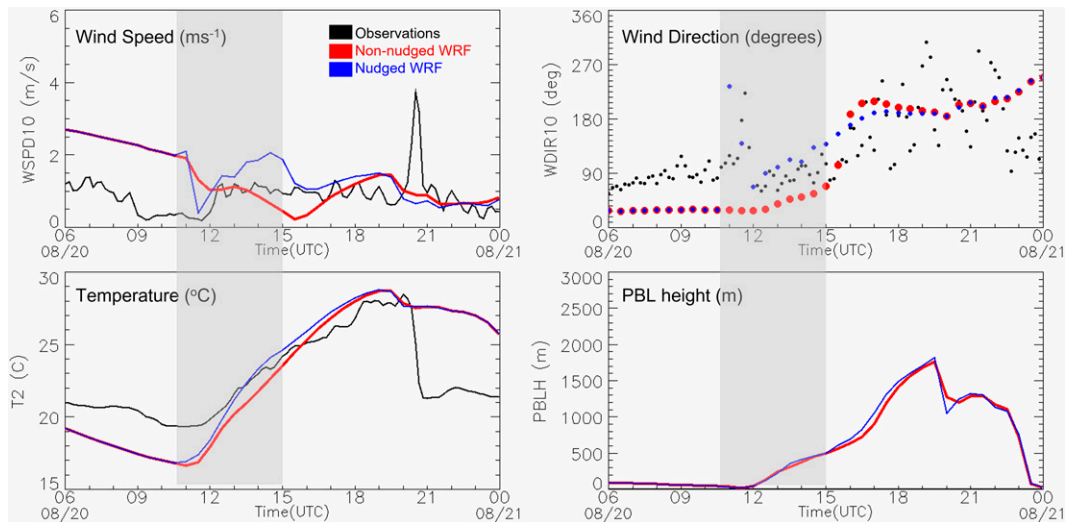 Wind Speed (ms⁻¹)
Observations
Non-nudged WRF
Nudged WRF
WSPD10 (m/s)
6
4
2
0
06 09 12 15 18 21 00
08/20 Time(UTC) 08/21
Wind Direction (degrees)
WDIR10 (deg)
360
270
180
90
0
06 09 12 15 18 21 00
08/20 Time(UTC) 08/21
Temperature (°C)
T2 (C)
30
25
20
15
06 09 12 15 18 21 00
08/20 Time(UTC) 08/21
PBL height (m)
PBLH (m)
3000
2500
2000
1500
1000
500
0
06 09 12 15 18 21 00
08/20 Time(UTC) 08/21